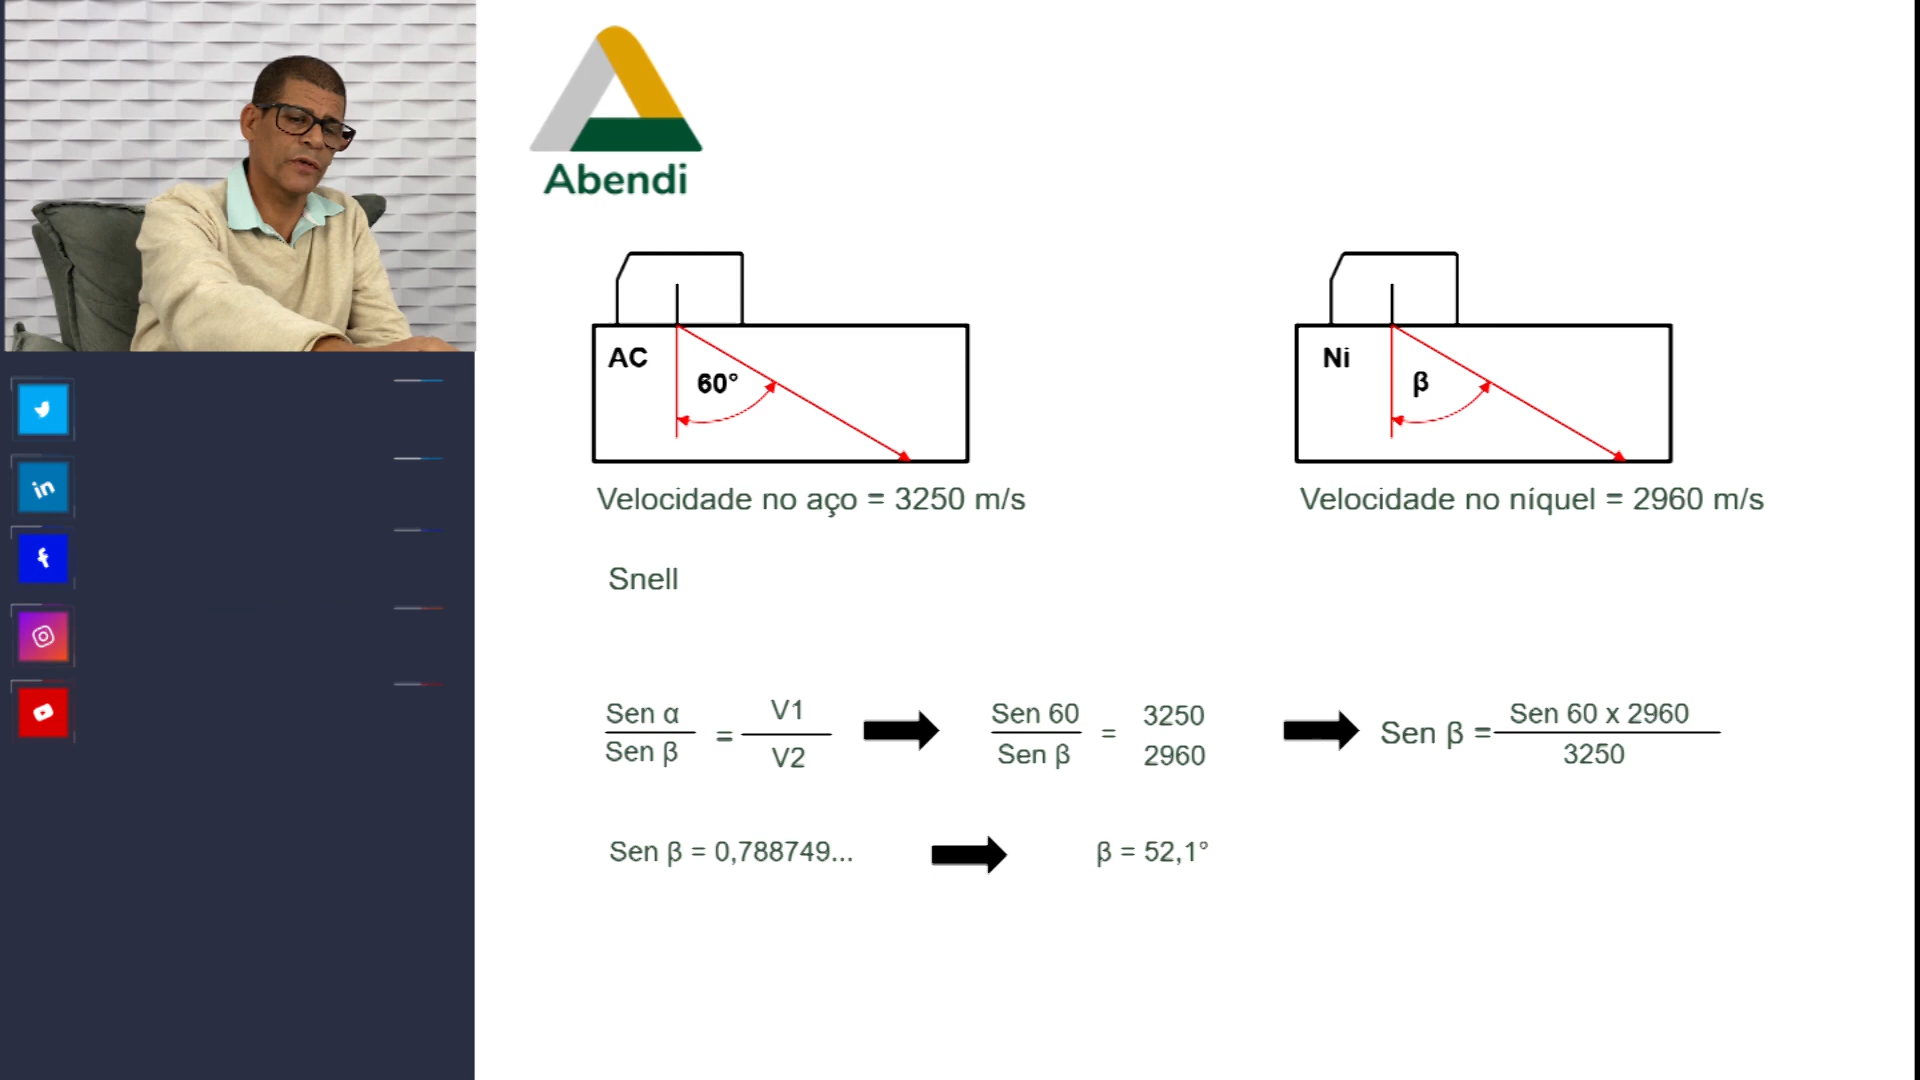 Abendi
AC
60°
Ni
β
Velocidade no aço = 3250 m/s
Velocidade no níquel = 2960 m/s
Snell
Sen α
Sen β
=
V1
V2
Sen 60
Sen β
=
3250
2960
Sen β =
Sen 60 x 2960
3250
Sen β = 0,788749...
β = 52,1°
in
f